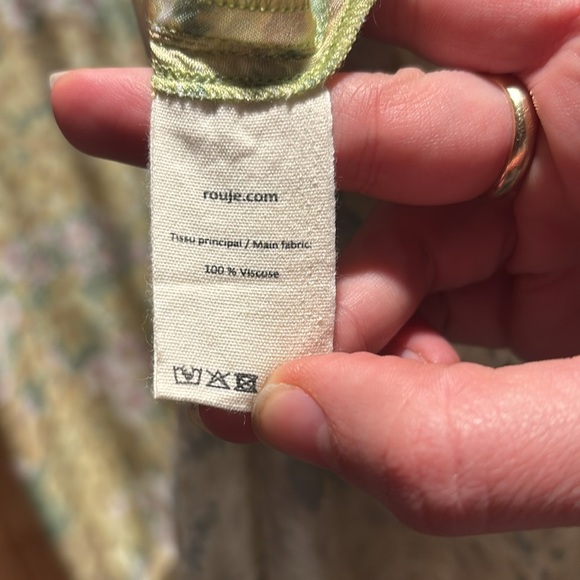 rouje.com
Tissu principal / Main fabric:
100 % Viscose